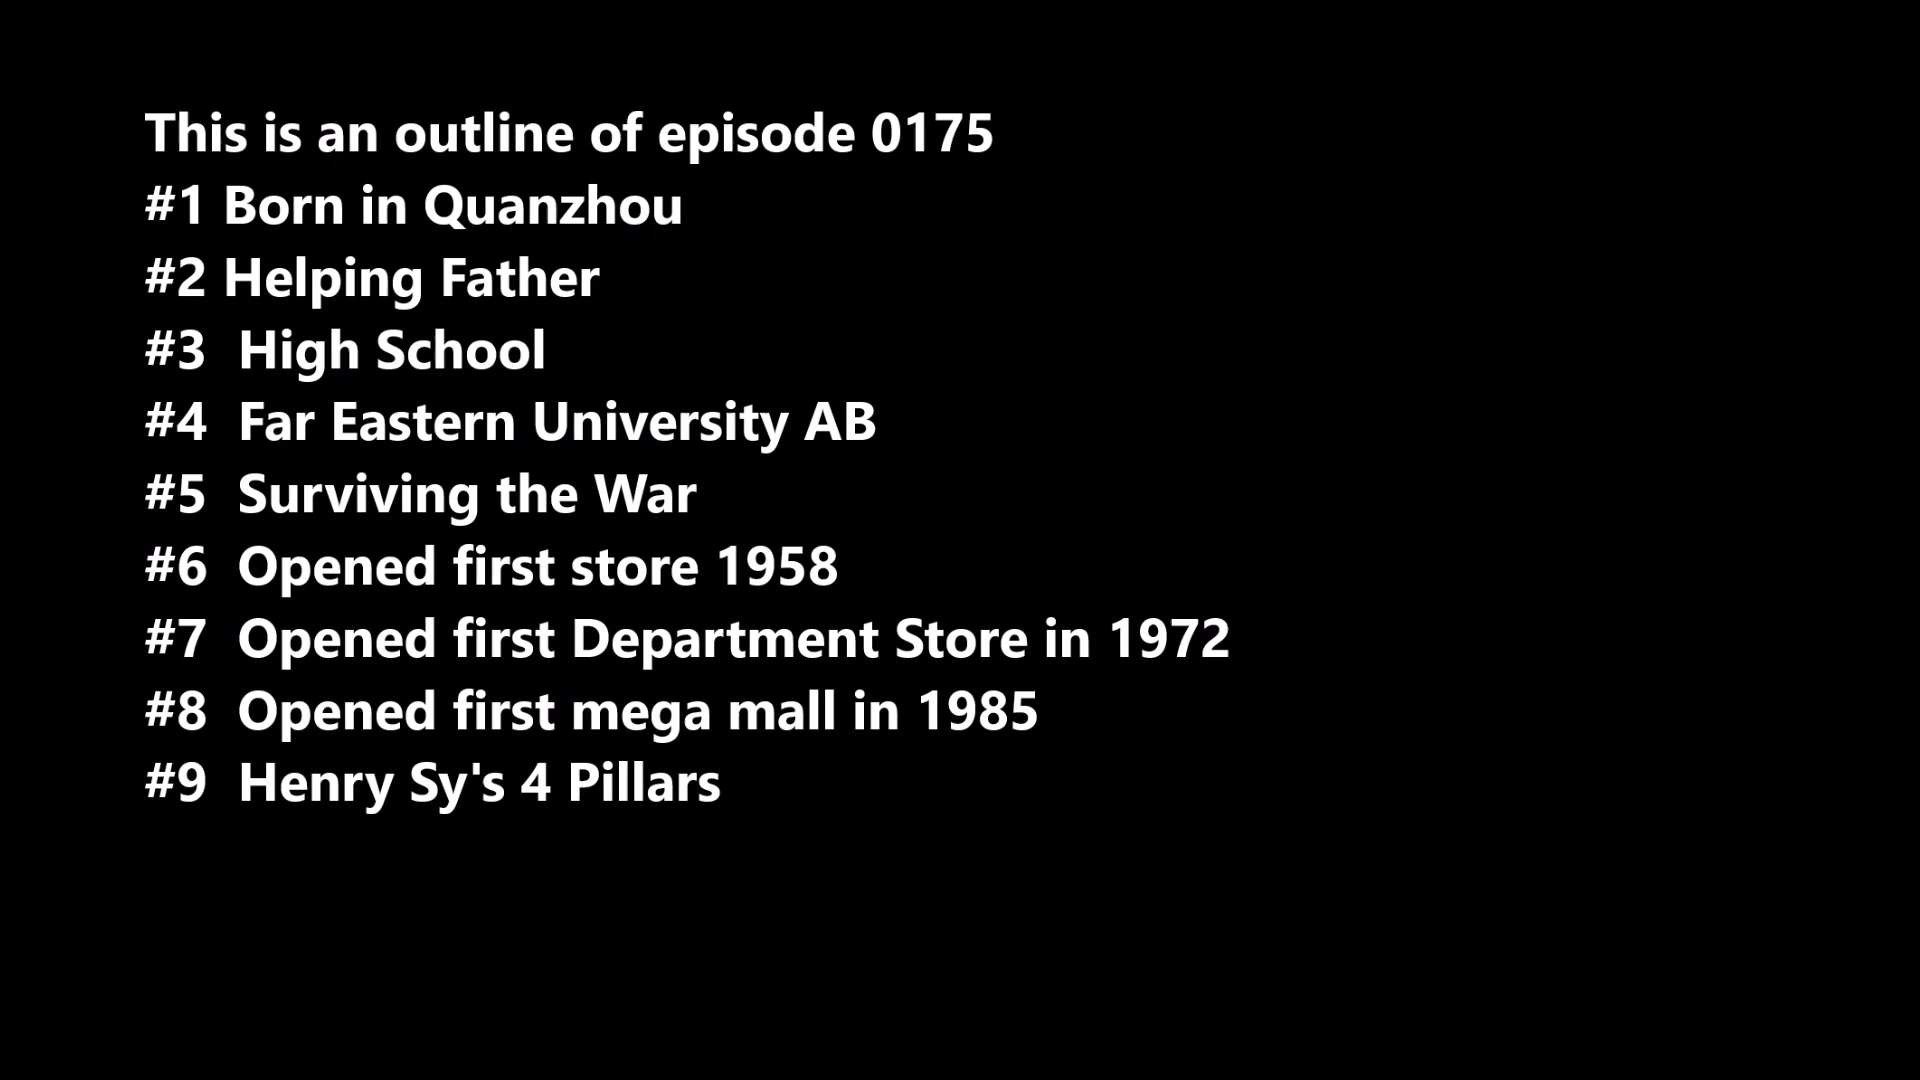 This is an outline of episode 0175
#1 Born in Quanzhou
#2 Helping Father
#3  High School
#4  Far Eastern University AB
#5  Surviving the War
#6  Opened first store 1958
#7  Opened first Department Store in 1972
#8  Opened first mega mall in 1985
#9  Henry Sy's 4 Pillars